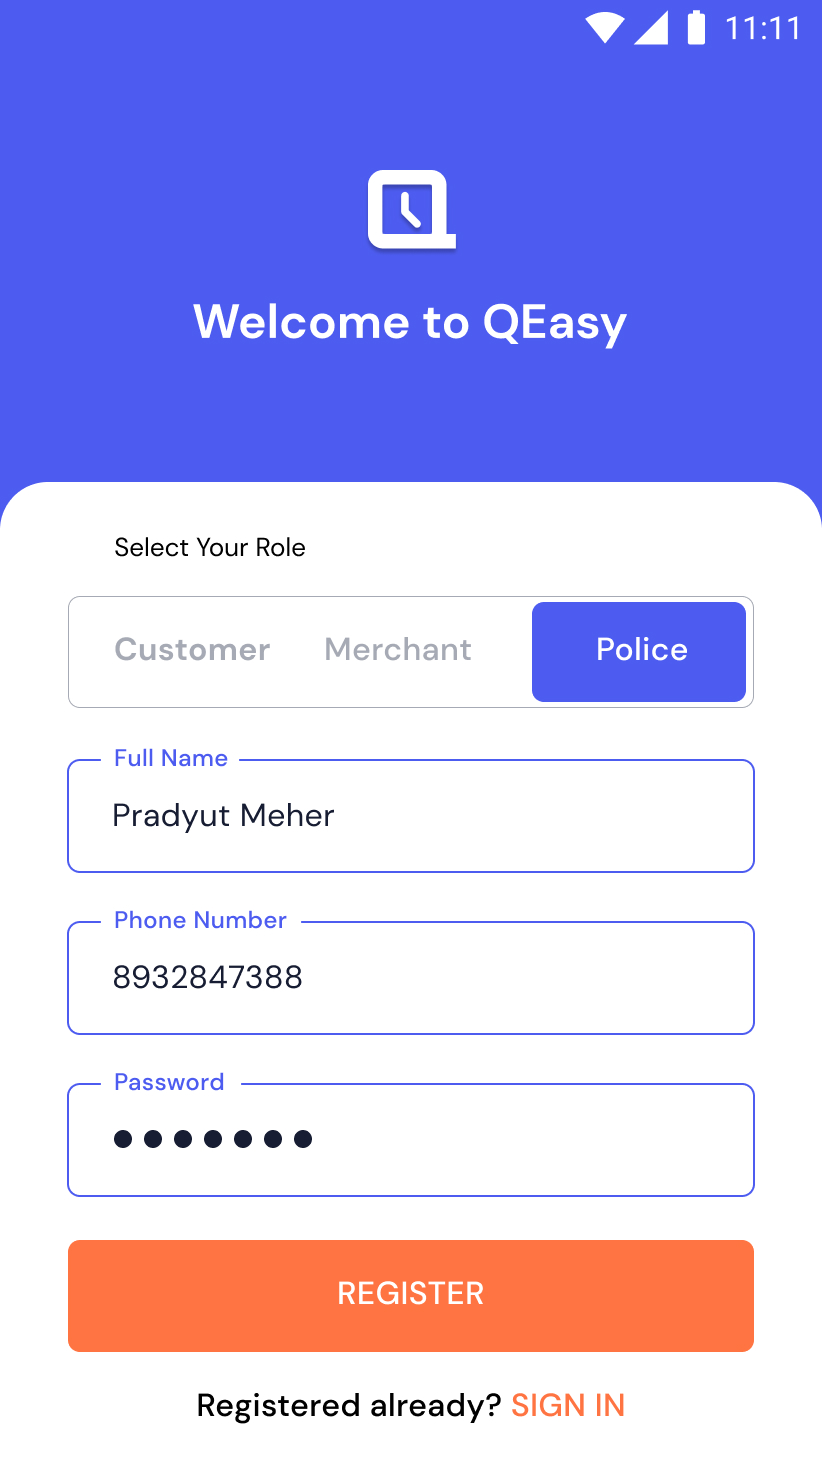 11:11
Welcome to QEasy
Select Your Role
Customer Merchant Police
Full Name
Pradyut Meher
Phone Number
8932847388
Password
REGISTER
Registered already? SIGN IN